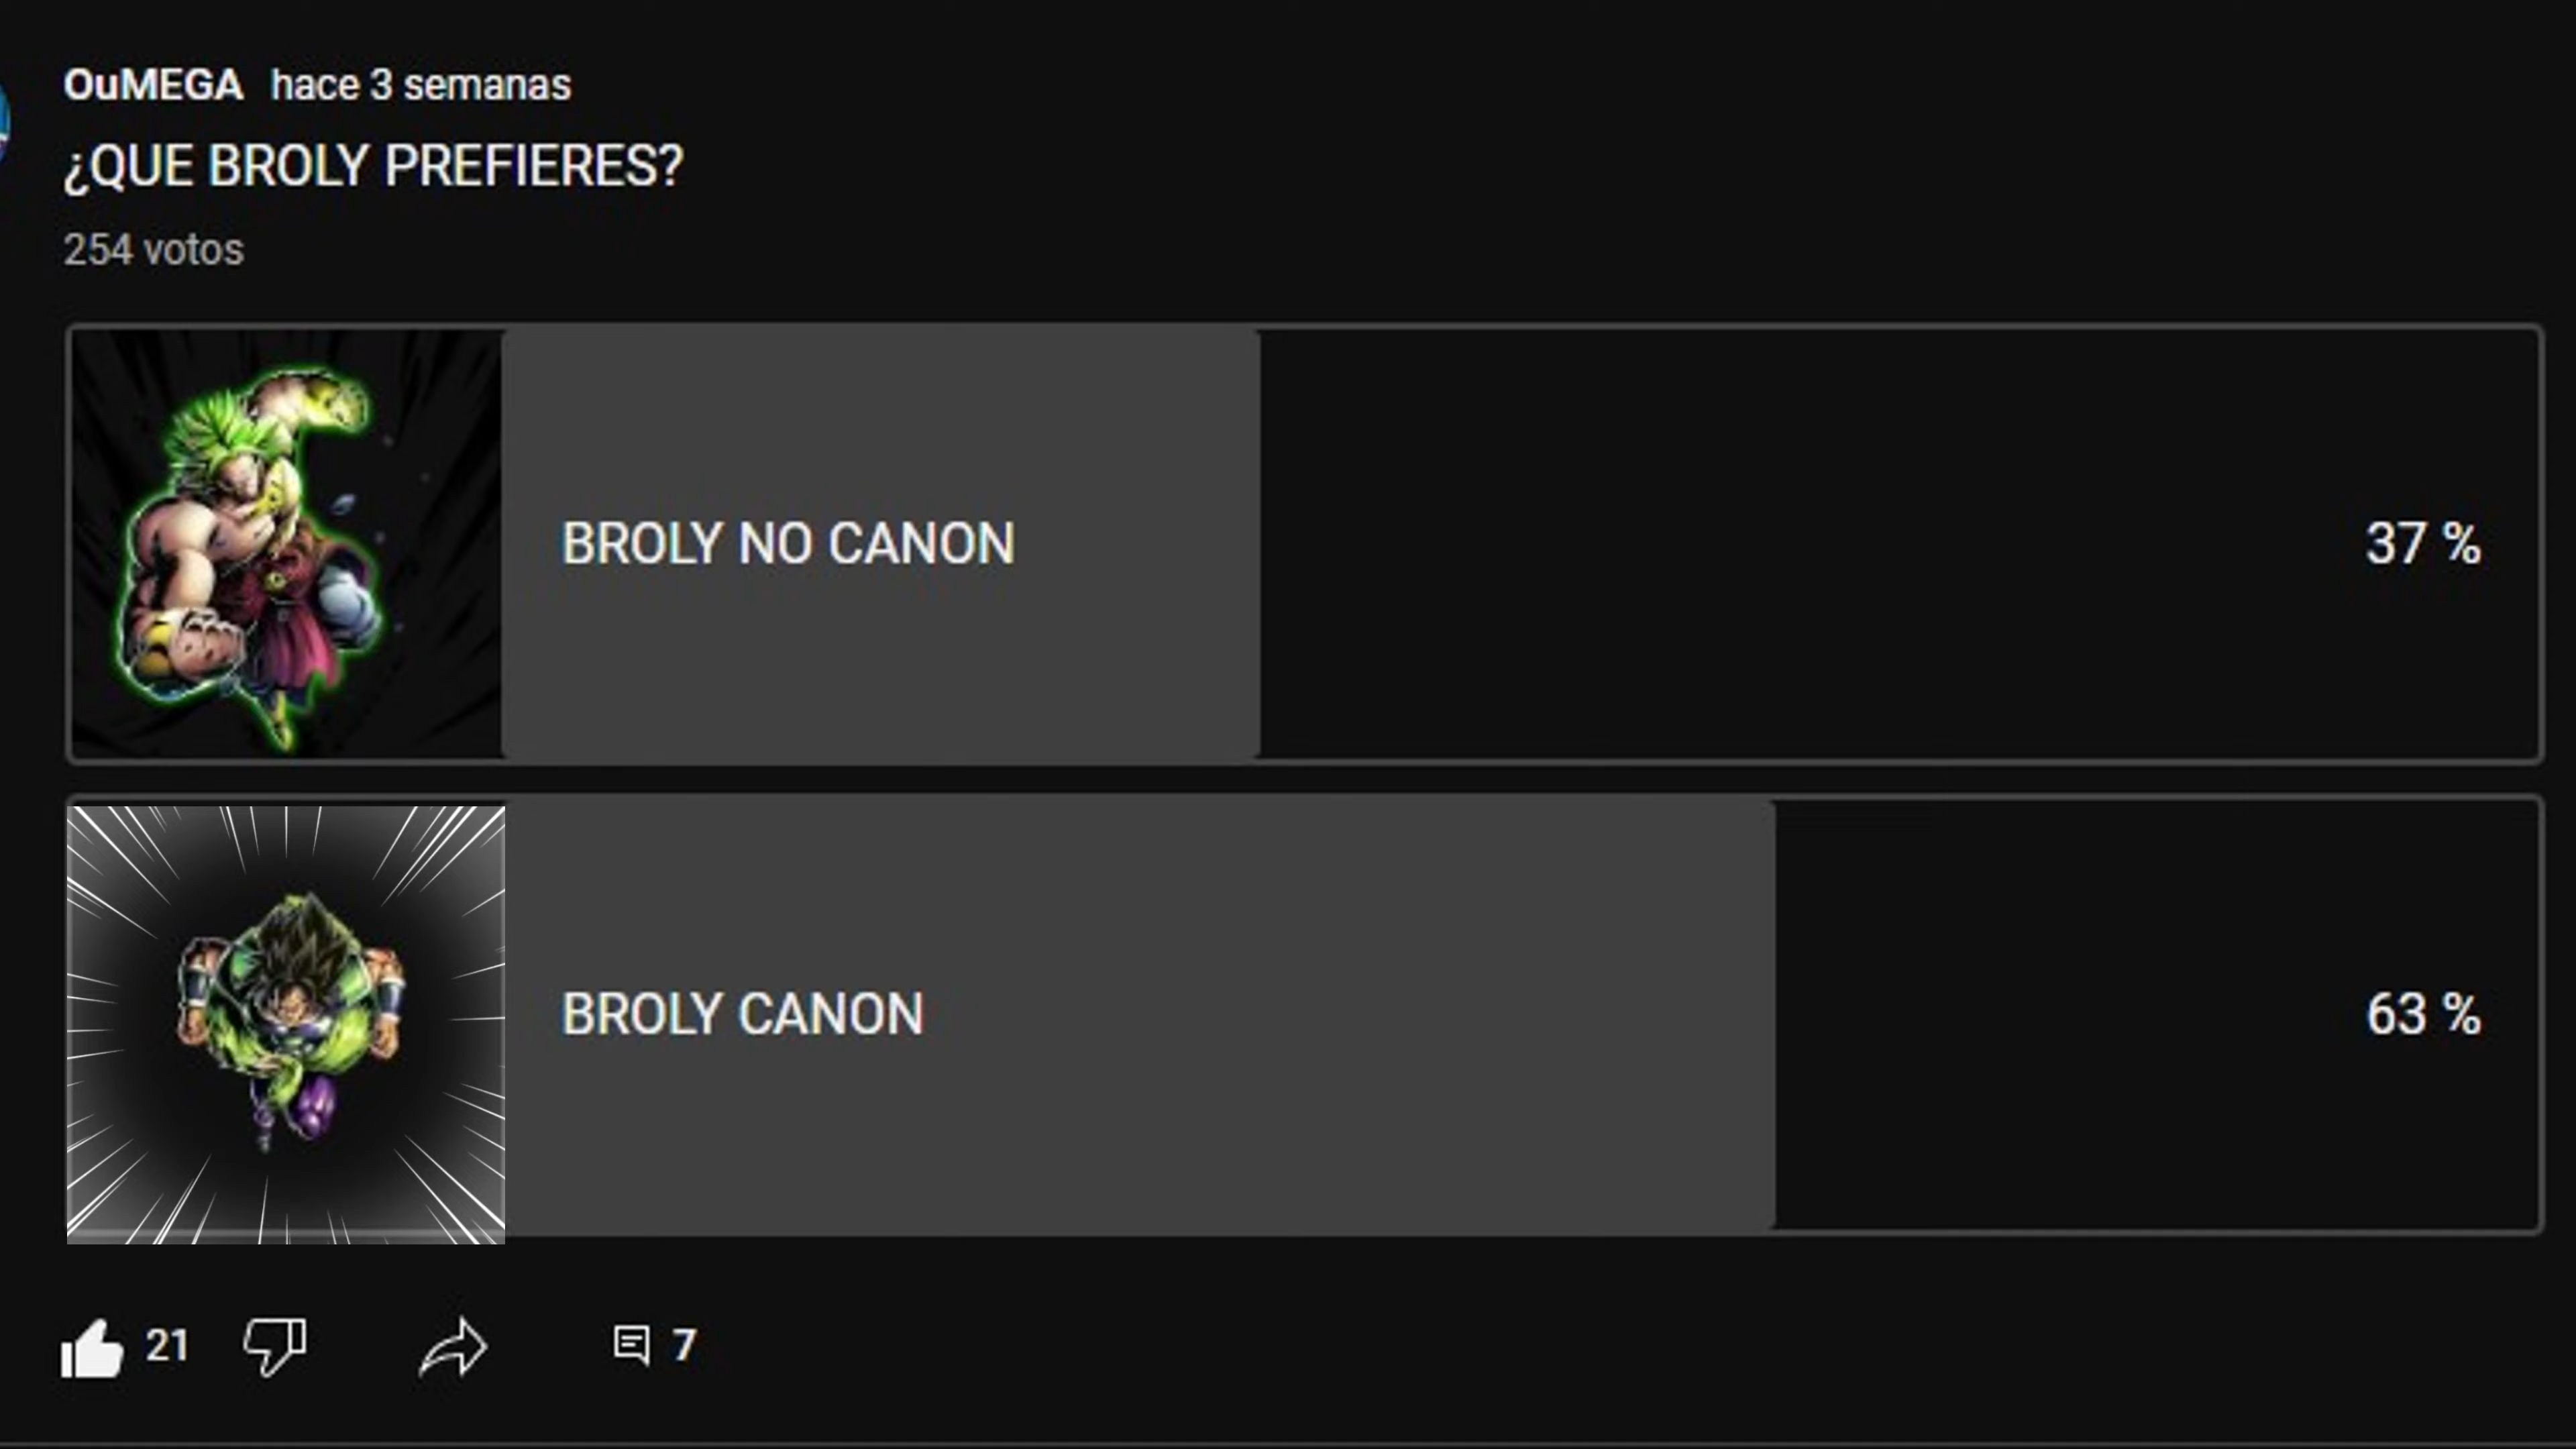 OuMEGA hace 3 semanas
¿QUE BROLY PREFIERES?
254 votos
BROLY NO CANON 37 %
BROLY CANON 63 %
21 7